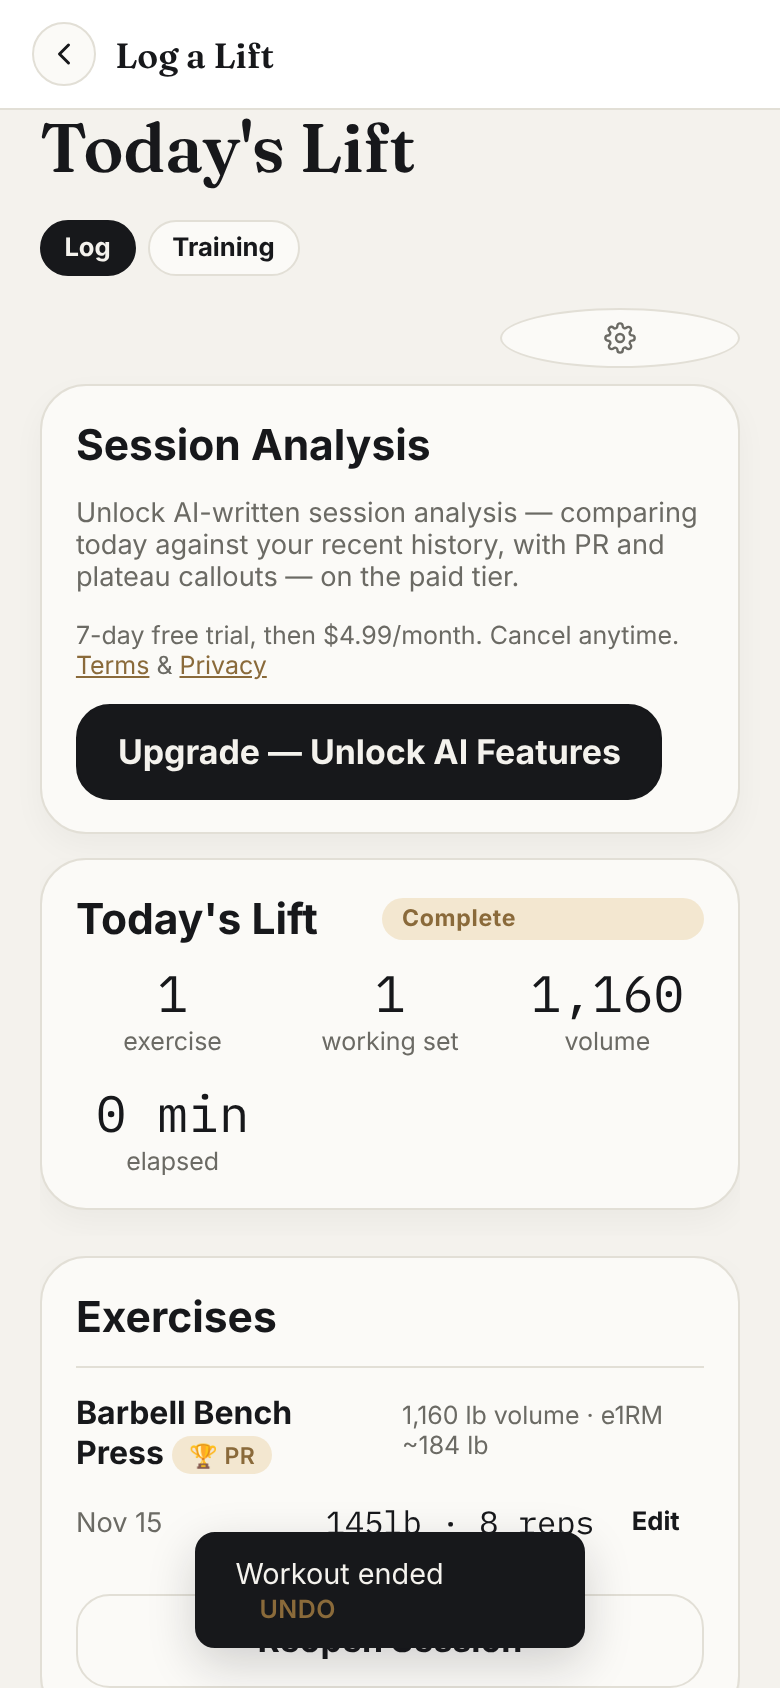 Log a Lift
Today's Lift
Log
Training
Session Analysis
Unlock AI-written session analysis — comparing
today against your recent history, with PR and
plateau callouts — on the paid tier.
7-day free trial, then $4.99/month. Cancel anytime.
Terms & Privacy
Upgrade — Unlock AI Features
Today's Lift
Complete
1
exercise
1
working set
1,160
volume
0 min
elapsed
Exercises
Barbell Bench
Press 🏆 PR
1,160 lb volume · e1RM
~184 lb
Nov 15
145lb · 8 reps
Edit
Workout ended
UNDO
Reopen Session